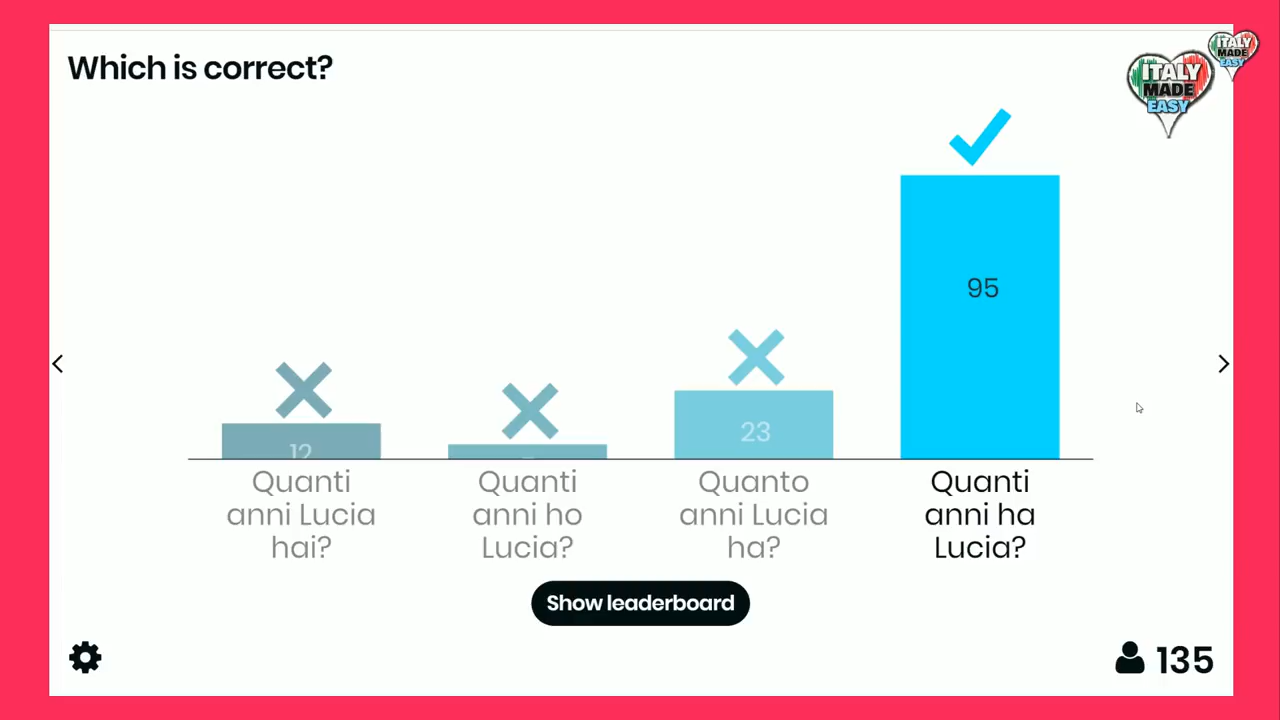 Which is correct?
ITALY
MADE
EASY
ITALY
MADE
EASY
95
23
12
Quanti
anni Lucia
hai?
Quanti
anni ho
Lucia?
Quanto
anni Lucia
ha?
Quanti
anni ha
Lucia?
Show leaderboard
135